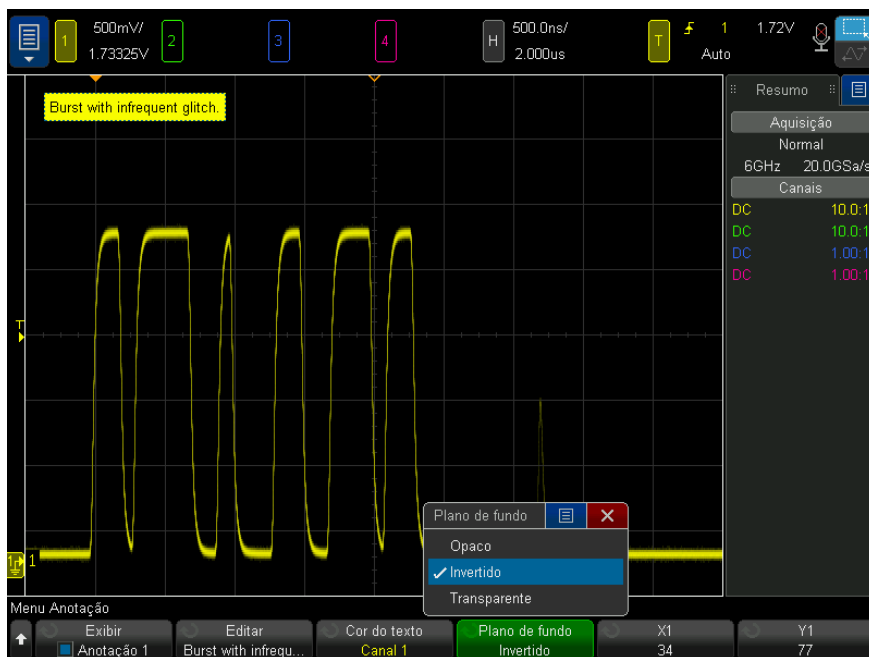 1
500mV/
1.73325V
2
3
4
H
500.0ns/
2.000us
T
1
1.72V
Auto
Burst with infrequent glitch.
Resumo
Aquisição
Normal
6GHz 20.0GSa/s
Canais
DC 10.0:1
DC 10.0:1
DC 1.00:1
DC 1.00:1
T
1
1
Plano de fundo
Opaco
Invertido
Transparente
Menu Anotação
Exibir
Anotação 1
Editar
Burst with infrequ...
Cor do texto
Canal 1
Plano de fundo
Invertido
X1
34
Y1
77